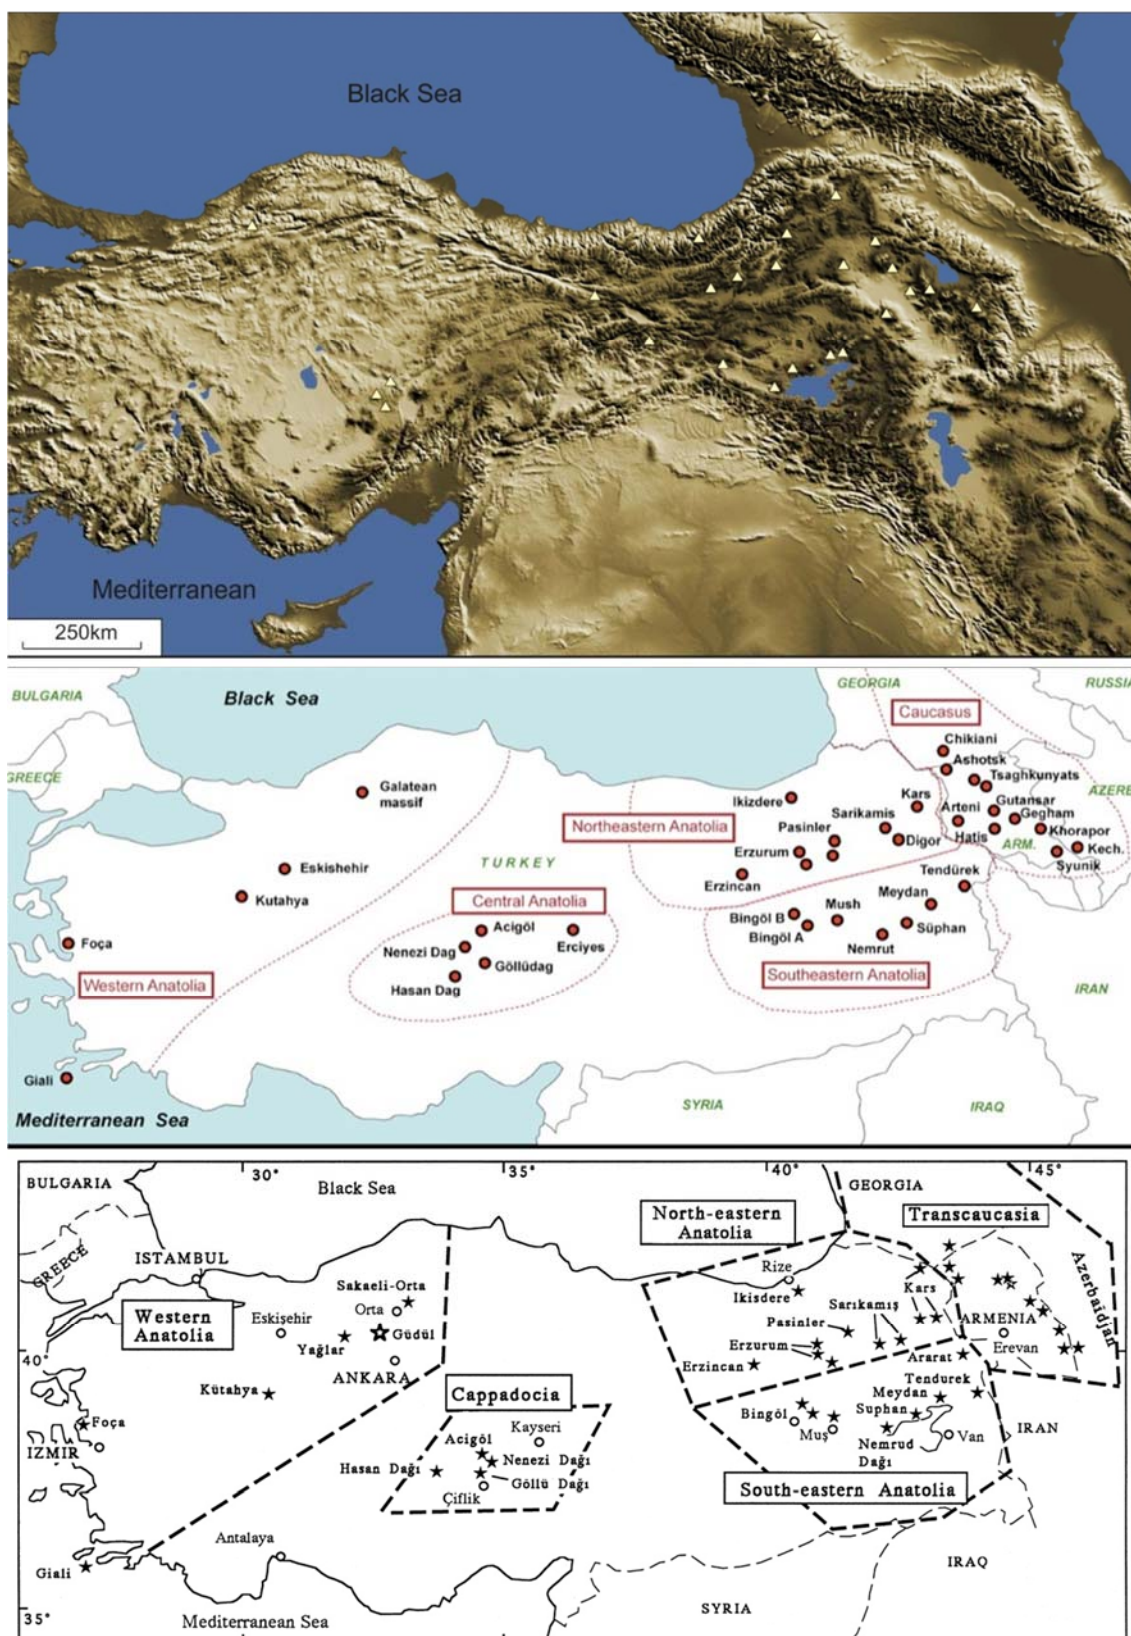 Black Sea
Mediterranean
250km
BULGARIA
Black Sea
GEORGIA
RUSSIA
Caucasus
GREECE
Galatean
massif
Chikiani
Ashotsk
Tsaghkunyats
AZERB
Ikizdere
Kars
Arteni
Gutansar
Gegham
Northeastern Anatolia
Pasinler
Sarikamis
Digor
Hatis
ARM.
Khorapor
Kech.
Syunik
Erzurum
Erzincan
TURKEY
Eskishehir
Kutahya
Central Anatolia
Tendürek
Meydan
Mush
Bingöl B
Bingöl A
Süphan
Nemrut
Foça
Acigöl
Nenezi Dag
Erciyes
Göllüdag
Hasan Dag
Western Anatolia
Southeastern Anatolia
IRAN
Giali
Mediterranean Sea
SYRIA
IRAQ
30°
35°
40°
45°
BULGARIA
Black Sea
GEORGIA
North-eastern
Anatolia
Transcaucasia
GREECE
ISTAMBUL
Sakaeli-Orta
Rize
Azerbaidjian
Western
Anatolia
Eskişehir
Orta
Güdül
Yağlar
Ikisdere
Kars
Sarıkamış
Pasinler
ARMENIA
Erevan
Erzurum
Erzincan
Ararat
40°
ANKARA
Kütahya
Cappadocia
Tendurek
Meydan
Suphan
Bingöl
Muş
Nemrud
Dağı
Van
IRAN
Foça
IZMIR
Kayseri
Acigöl
Nenezi Dağı
Hasan Dağı
Göllü Dağı
Çiflik
South-eastern Anatolia
Antalaya
Giali
IRAQ
SYRIA
35°
Mediterranean Sea